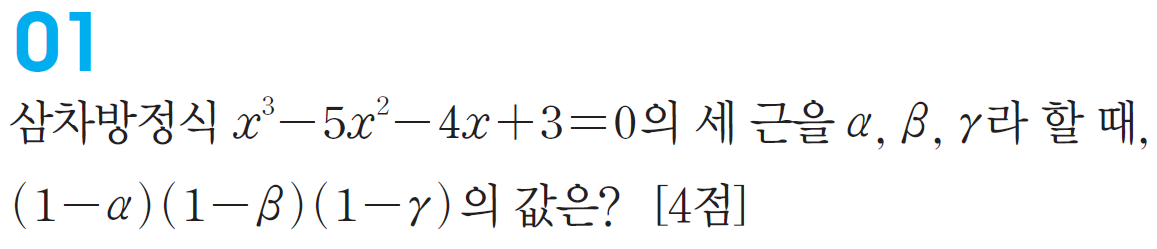 01
삼차방정식 x³-5x²-4x+3=0의 세 근을 α, β, γ라 할 때,
(1-α)(1-β)(1-γ)의 값은? [4점]